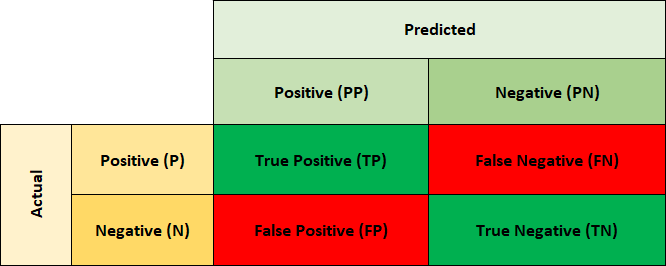 Predicted
Positive (PP)
Negative (PN)
Actual
Positive (P)
True Positive (TP)
False Negative (FN)
Negative (N)
False Positive (FP)
True Negative (TN)